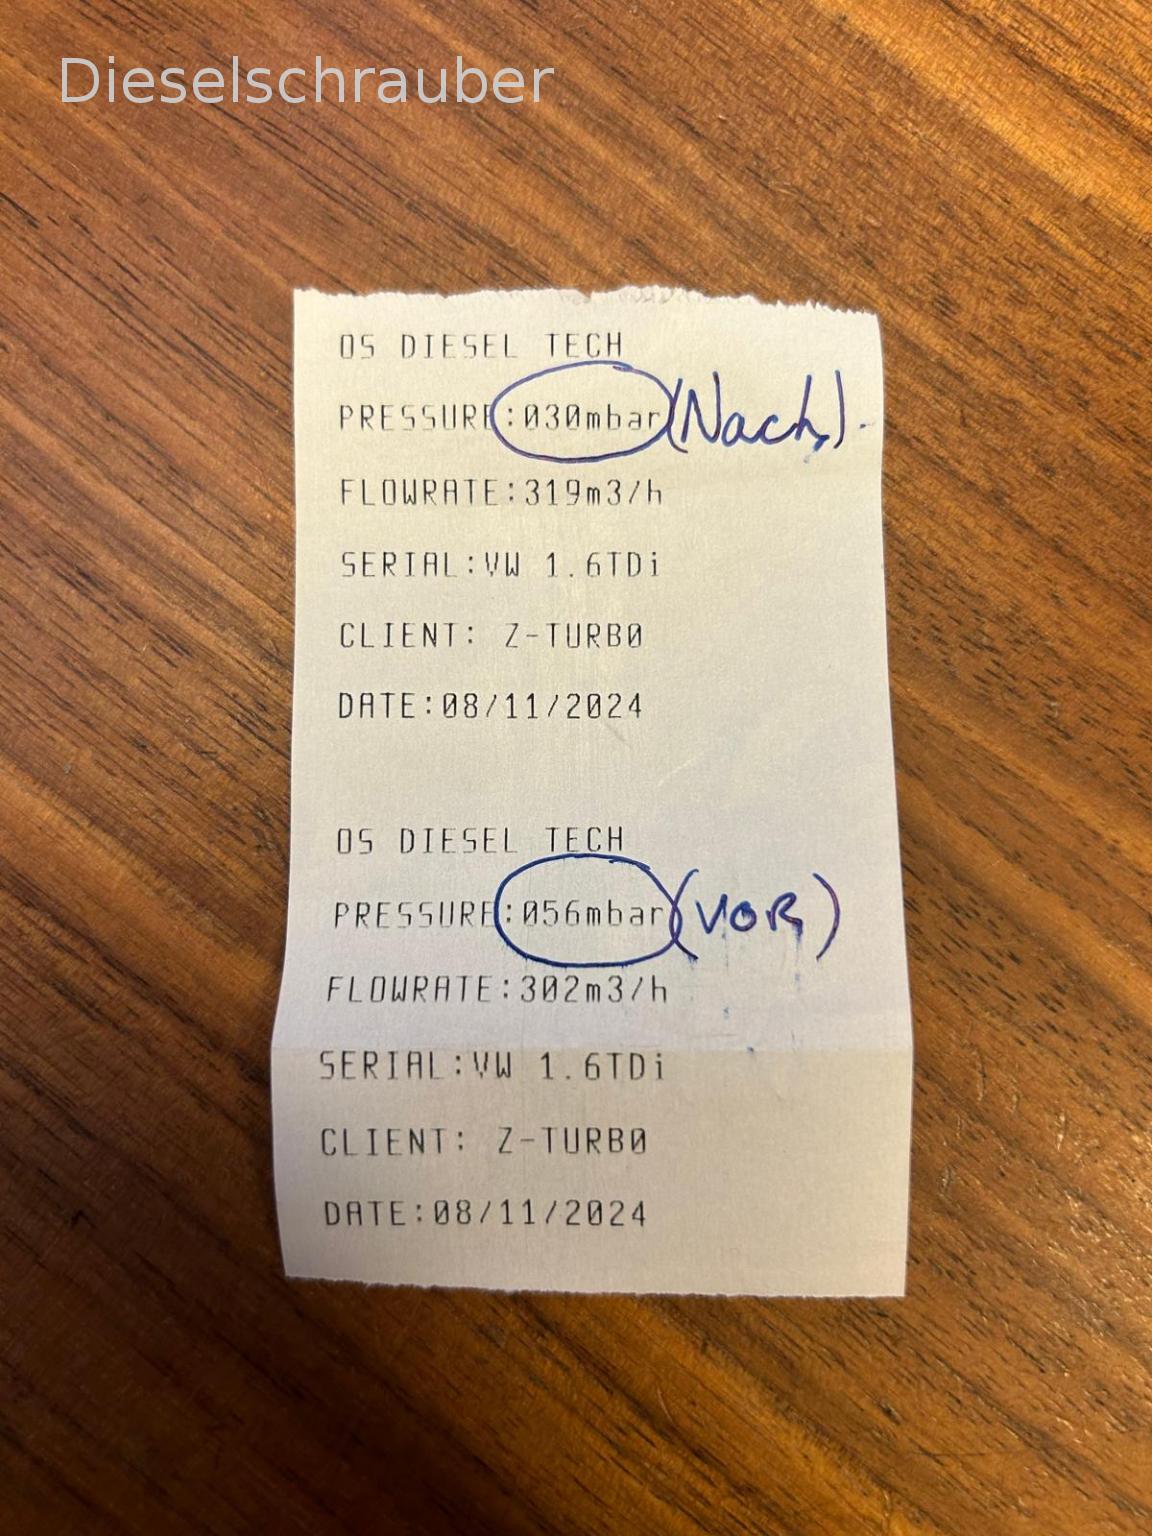 Dieselschrauber
OS DIESEL TECH
PRESSURE:030mbar (Nach).
FLOWRATE:319m3/h
SERIAL:VW 1.6TDi
CLIENT: Z-TURBO
DATE:08/11/2024
OS DIESEL TECH
PRESSURE:056mbar (VOR)
FLOWRATE:302m3/h
SERIAL:VW 1.6TDi
CLIENT: Z-TURBO
DATE:08/11/2024